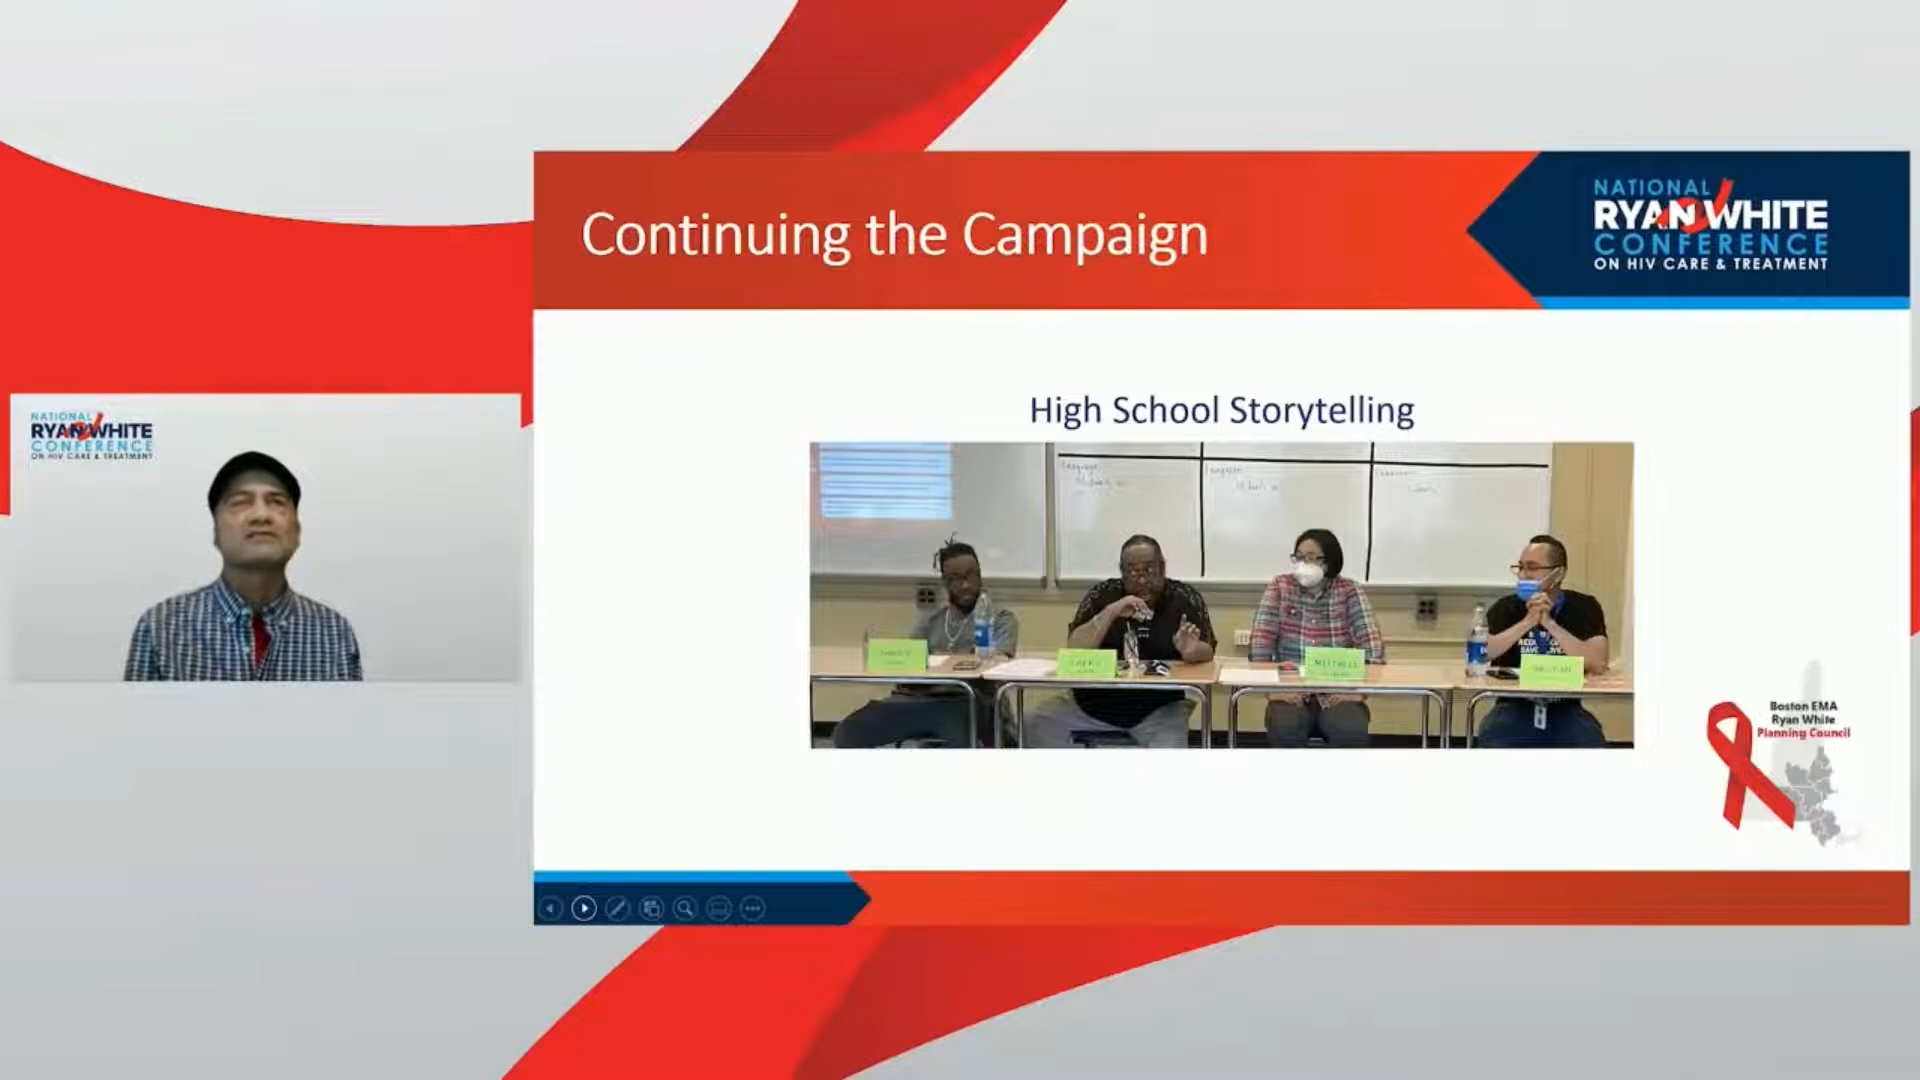 NATIONAL
RYAN WHITE
CONFERENCE
ON HIV CARE & TREATMENT
Continuing the Campaign
NATIONAL
RYAN WHITE
CONFERENCE
ON HIV CARE & TREATMENT
High School Storytelling
MITCHELL
Boston EMA
Ryan White
Planning Council